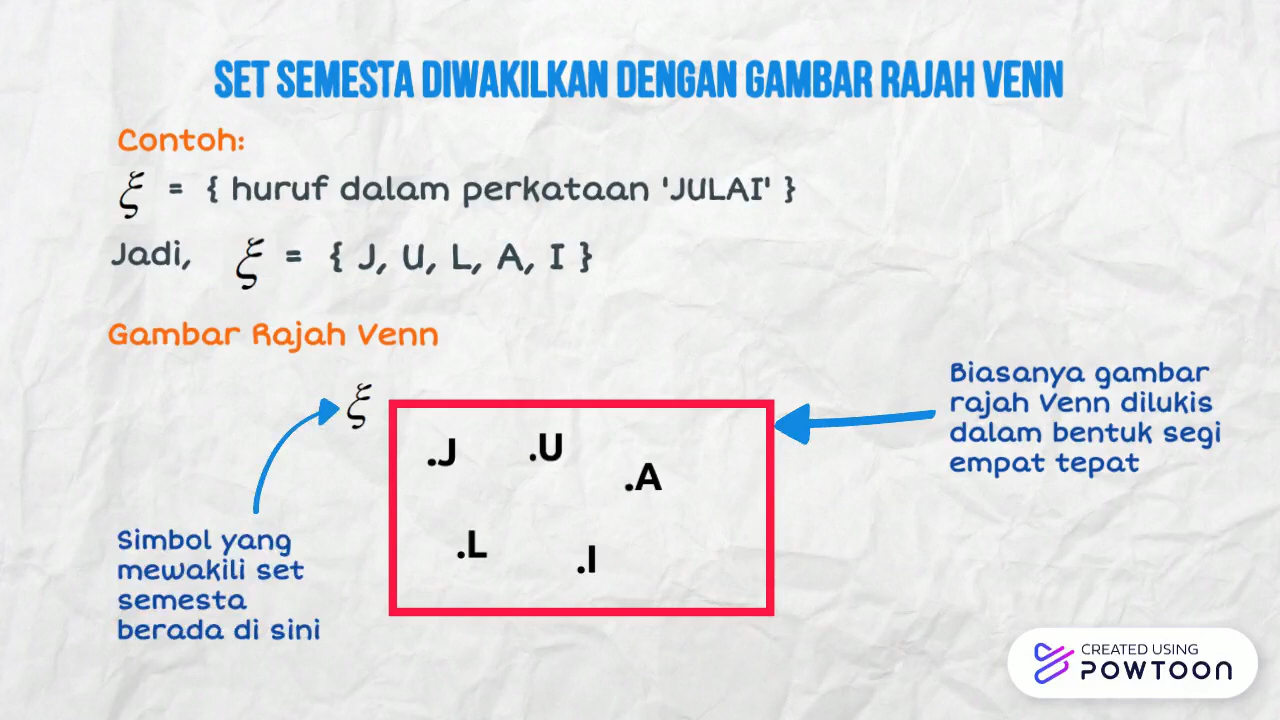 SET SEMESTA DIWAKILKAN DENGAN GAMBAR RAJAH VENN
Contoh:
ξ = { huruf dalam perkataan 'JULAI' }
Jadi, ξ = { J, U, L, A, I }
Gambar Rajah Venn
ξ
.J
.U
.A
.L
.I
Biasanya gambar
rajah Venn dilukis
dalam bentuk segi
empat tepat
Simbol yang
mewakili set
semesta
berada di sini
CREATED USING
POWTOON